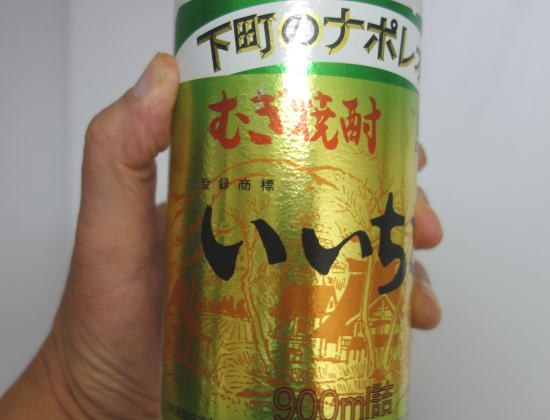 下町のナポレ
むぎ焼酎
登録商標
いいち
900ml詰